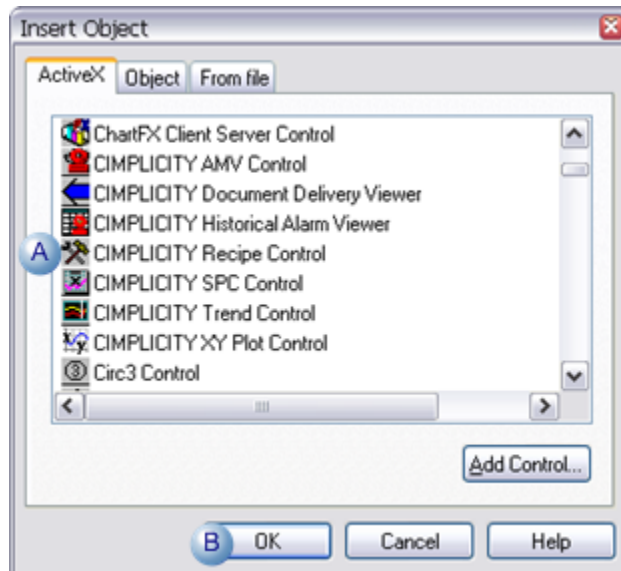 Insert Object
ActiveX Object From file
ChartFX Client Server Control
CIMPLICITY AMV Control
CIMPLICITY Document Delivery Viewer
CIMPLICITY Historical Alarm Viewer
A CIMPLICITY Recipe Control
CIMPLICITY SPC Control
CIMPLICITY Trend Control
CIMPLICITY XY Plot Control
Circ3 Control
Add Control...
B OK Cancel Help